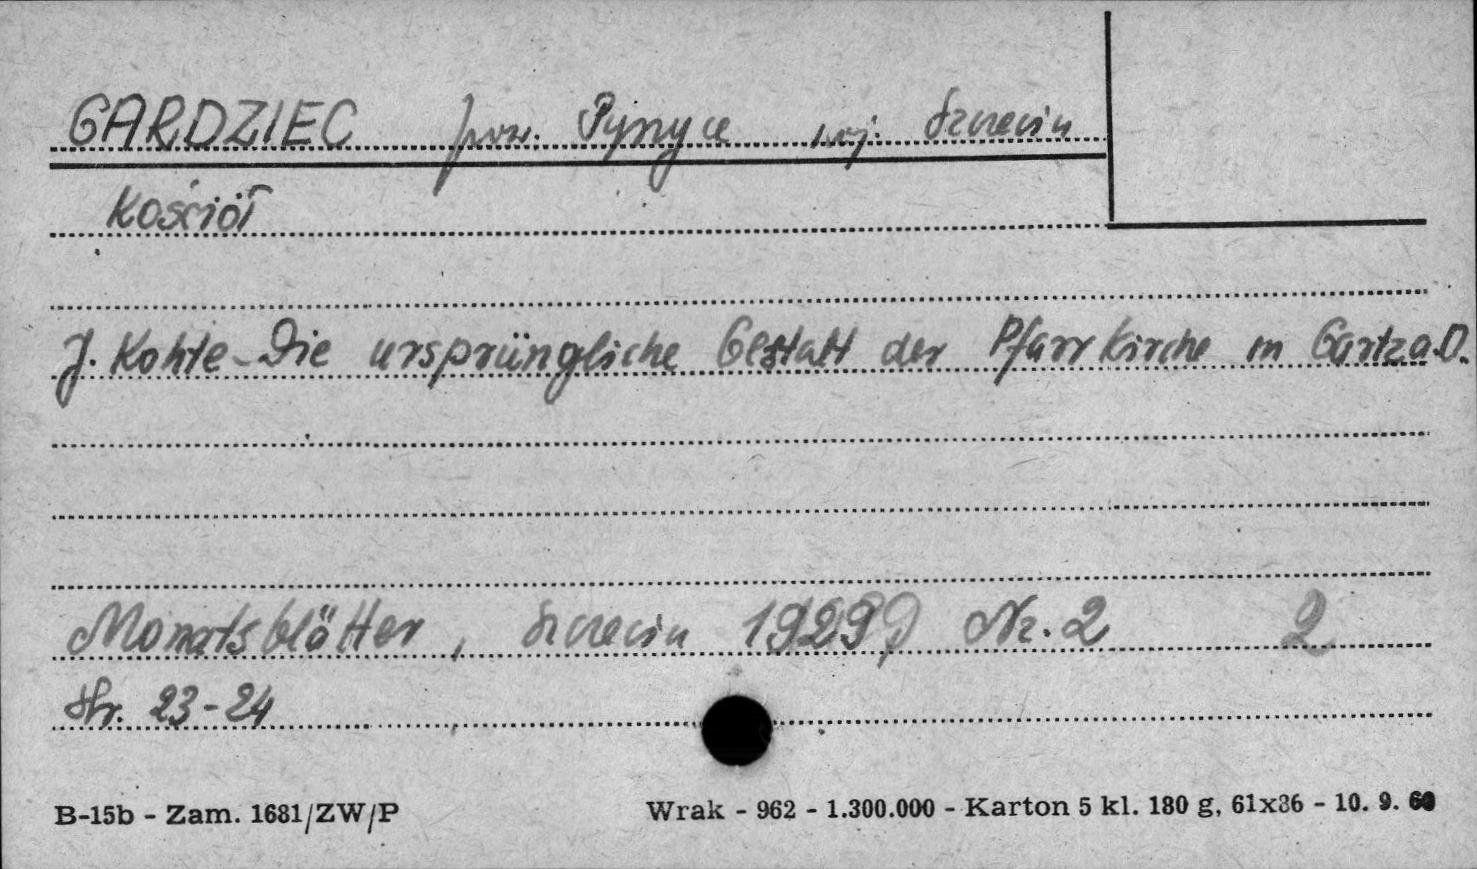 GARDZIEC pow. Pyrzyce woj. Szczecin
Kościół
J. Kohte - Die ursprüngliche Gestalt der Pfarrkirche in Gartz a.O.
Monatsblätter, Szczecin 1929 Nr. 2 2
Str. 23-24
B-15b - Zam. 1681/ZW/P Wrak - 962 - 1.300.000 - Karton 5 kl. 180 g, 61x86 - 10. 9. 60